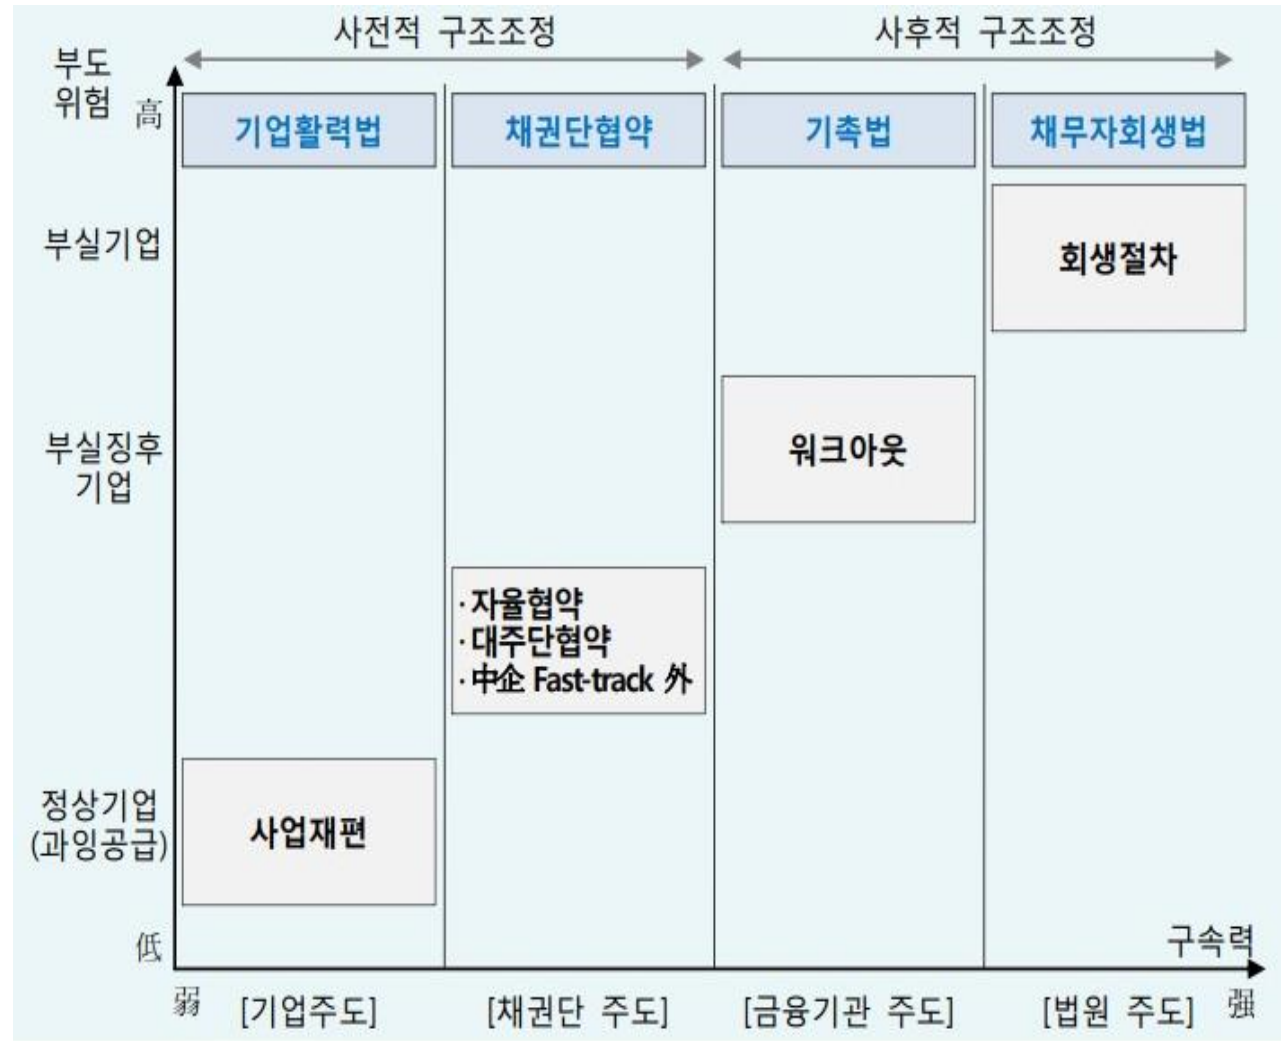 사전적 구조조정
사후적 구조조정
부도
위험
高
기업활력법
채권단협약
기촉법
채무자회생법
부실기업
회생절차
부실징후
기업
워크아웃
· 자율협약
· 대주단협약
· 中企 Fast-track 外
정상기업
(과잉공급)
사업재편
低
구속력
弱
[기업주도]
[채권단 주도]
[금융기관 주도]
[법원 주도]
强